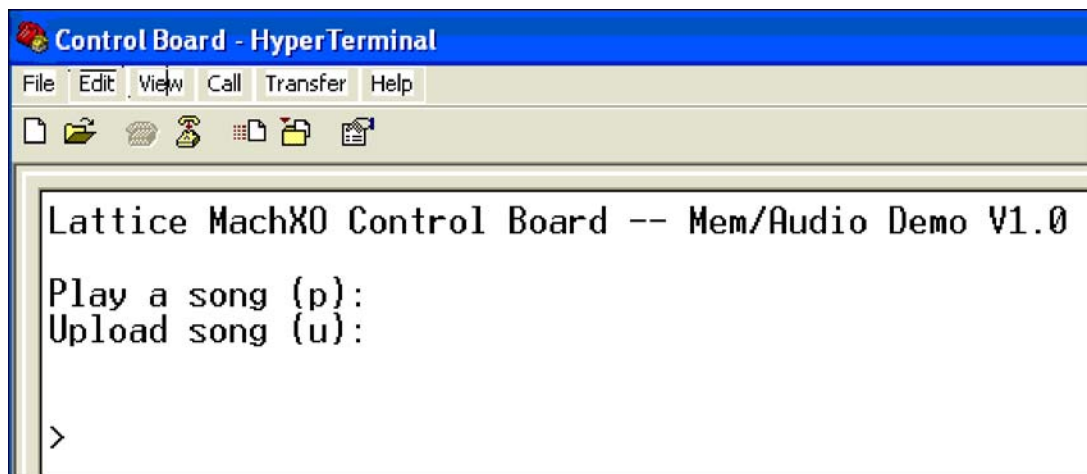 Control Board - HyperTerminal
File Edit View Call Transfer Help
Lattice MachXO Control Board -- Mem/Audio Demo V1.0
Play a song (p):
Upload song (u):
>